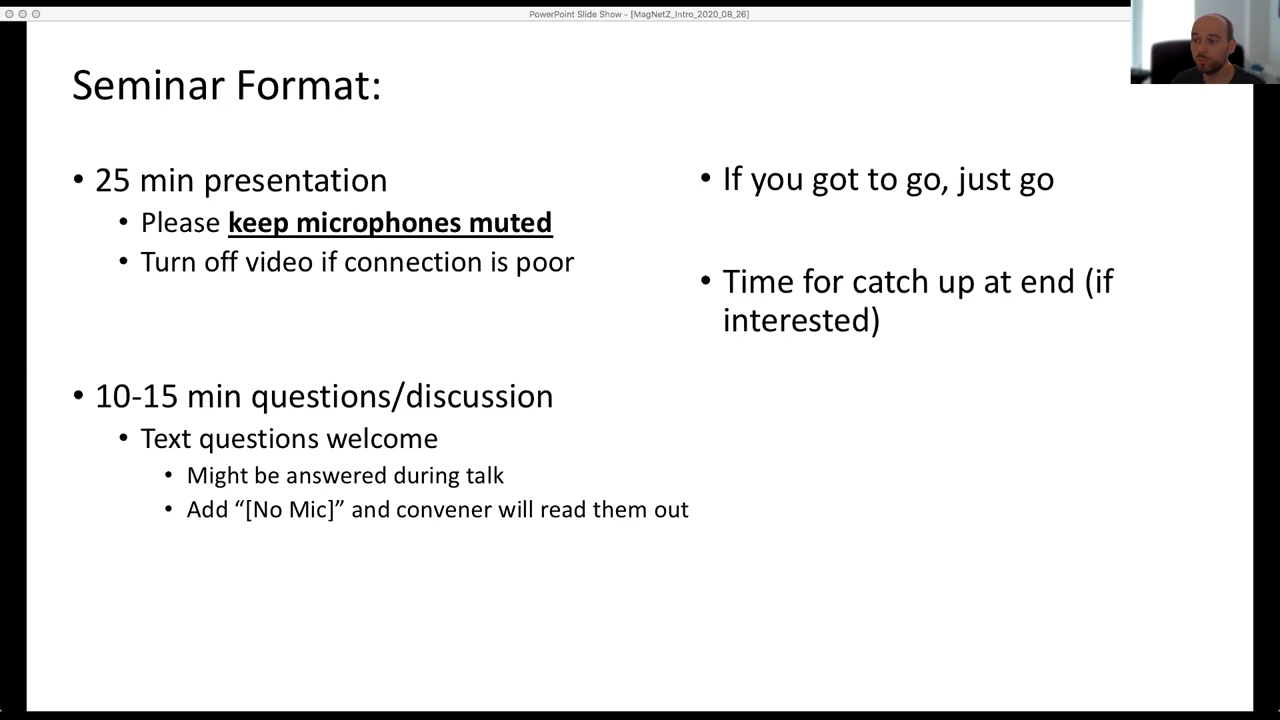 PowerPoint Slide Show - [MagNetZ_Intro_2020_08_26]
Seminar Format:
• 25 min presentation
• Please keep microphones muted
• Turn off video if connection is poor
• 10-15 min questions/discussion
• Text questions welcome
• Might be answered during talk
• Add “[No Mic]” and convener will read them out
• If you got to go, just go
• Time for catch up at end (if
interested)